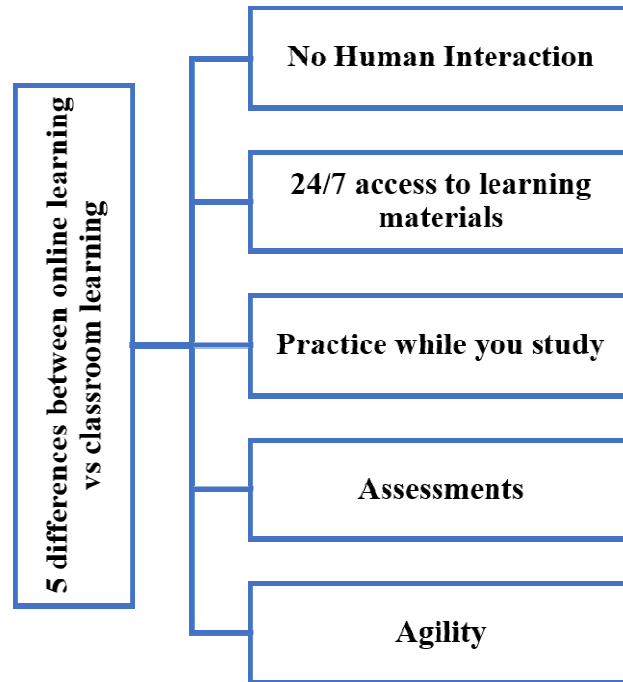 5 differences between online learning
vs classroom learning
No Human Interaction
24/7 access to learning
materials
Practice while you study
Assessments
Agility